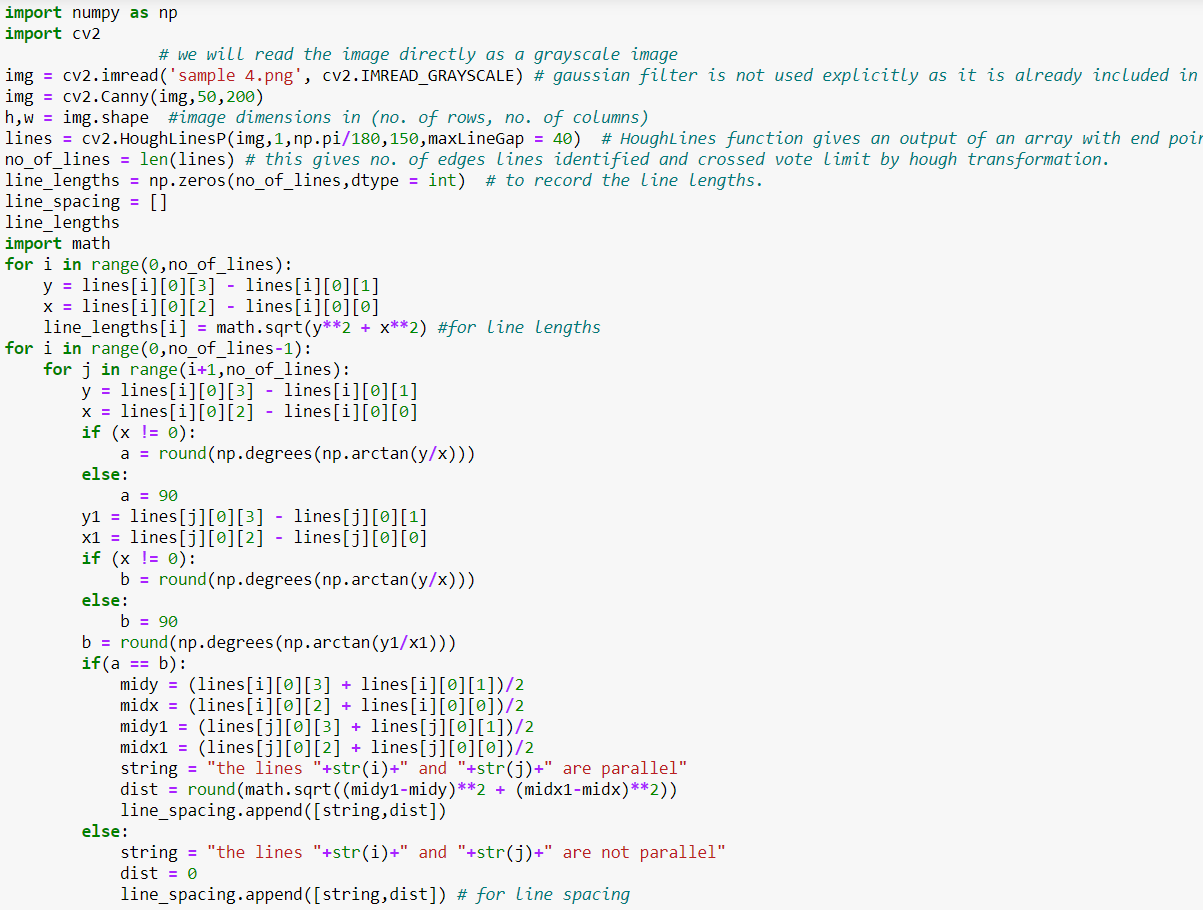 import numpy as np
import cv2
                # we will read the image directly as a grayscale image
img = cv2.imread('sample 4.png', cv2.IMREAD_GRAYSCALE) # gaussian filter is not used explicitly as it is already included in
img = cv2.Canny(img,50,200)
h,w = img.shape  #image dimensions in (no. of rows, no. of columns)
lines = cv2.HoughLinesP(img,1,np.pi/180,150,maxLineGap = 40)  # HoughLines function gives an output of an array with end poin
no_of_lines = len(lines) # this gives no. of edges lines identified and crossed vote limit by hough transformation.
line_lengths = np.zeros(no_of_lines,dtype = int)  # to record the line lengths.
line_spacing = []
line_lengths
import math
for i in range(0,no_of_lines):
    y = lines[i][0][3] - lines[i][0][1]
    x = lines[i][0][2] - lines[i][0][0]
    line_lengths[i] = math.sqrt(y**2 + x**2) #for line lengths
for i in range(0,no_of_lines-1):
    for j in range(i+1,no_of_lines):
        y = lines[i][0][3] - lines[i][0][1]
        x = lines[i][0][2] - lines[i][0][0]
        if (x != 0):
            a = round(np.degrees(np.arctan(y/x)))
        else:
            a = 90
        y1 = lines[j][0][3] - lines[j][0][1]
        x1 = lines[j][0][2] - lines[j][0][0]
        if (x != 0):
            b = round(np.degrees(np.arctan(y/x)))
        else:
            b = 90
        b = round(np.degrees(np.arctan(y1/x1)))
        if(a == b):
            midy = (lines[i][0][3] + lines[i][0][1])/2
            midx = (lines[i][0][2] + lines[i][0][0])/2
            midy1 = (lines[j][0][3] + lines[j][0][1])/2
            midx1 = (lines[j][0][2] + lines[j][0][0])/2
            string = "the lines "+str(i)+" and "+str(j)+" are parallel"
            dist = round(math.sqrt((midy1-midy)**2 + (midx1-midx)**2))
            line_spacing.append([string,dist])
        else:
            string = "the lines "+str(i)+" and "+str(j)+" are not parallel"
            dist = 0
            line_spacing.append([string,dist]) # for line spacing